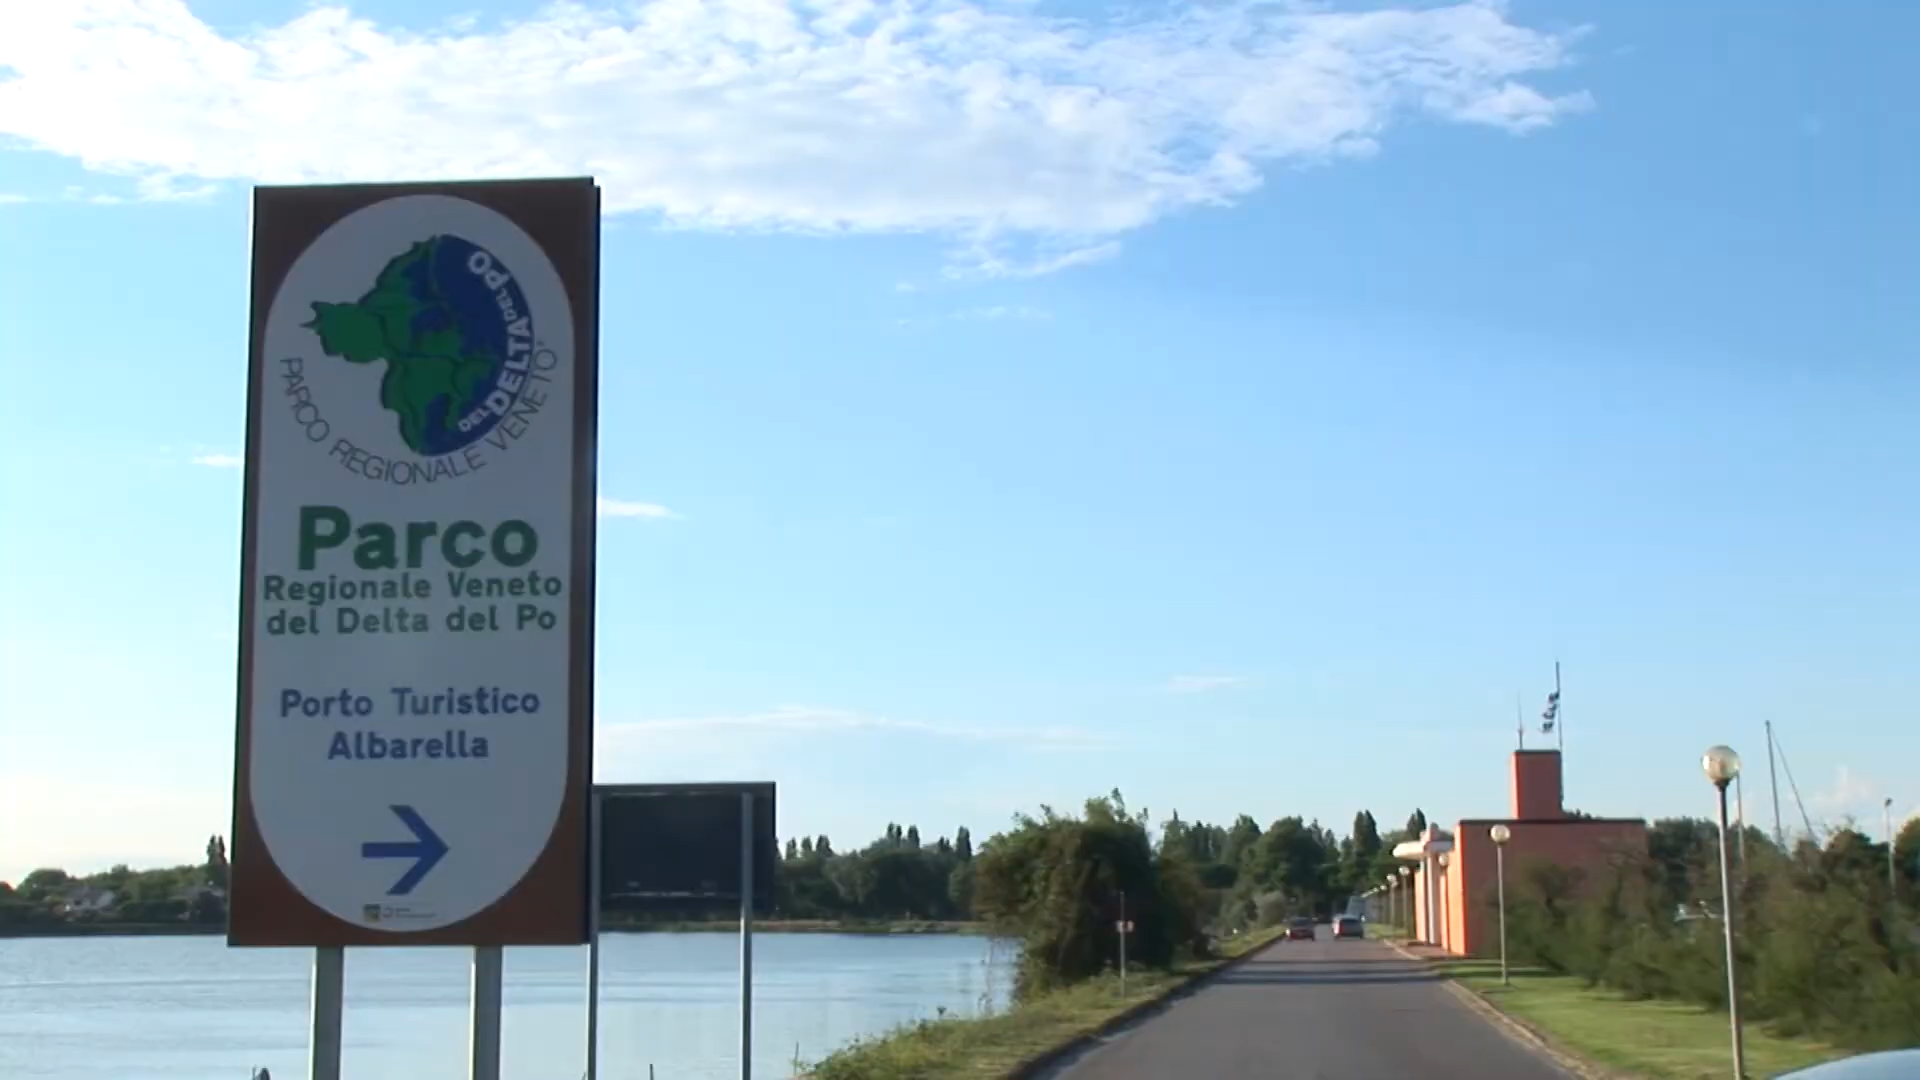 DEL DELTA DEL PO
PARCO REGIONALE VENETO
Parco
Regionale Veneto
del Delta del Po
Porto Turistico
Albarella